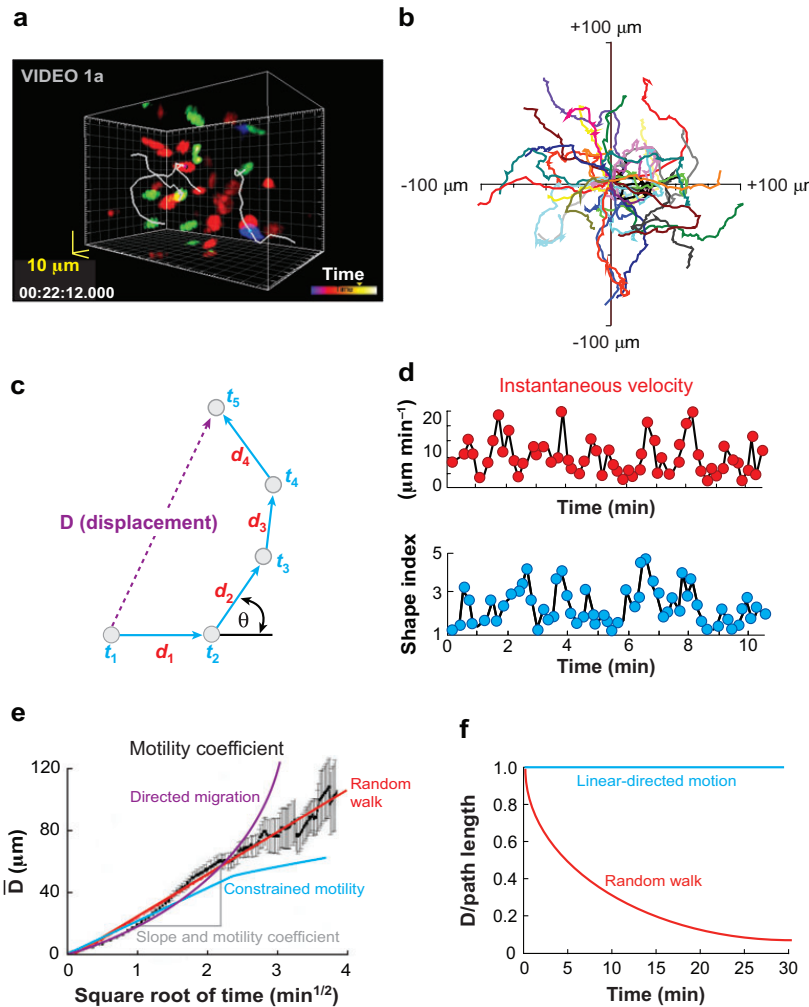 a
VIDEO 1a
10 μm
00:22:12.000
Time
b
+100 μm
-100 μm
+100 μr
-100 μm
c
t5
d4
t4
D (displacement)
d3
t3
d2
θ
t1
d1
t2
d
Instantaneous velocity
(μm min⁻¹)
20
10
0
Time (min)
Shape index
5
3
1
0 2 4 6 8 10
Time (min)
e
Motility coefficient
D̅ (μm)
120
80
40
0
Directed migration
Random
walk
Constrained motility
Slope and motility coefficient
0 1 2 3 4
Square root of time (min1/2)
f
D/path length
1.0
0.8
0.6
0.4
0.2
0
Linear-directed motion
Random walk
0 5 10 15 20 25 30
Time (min)